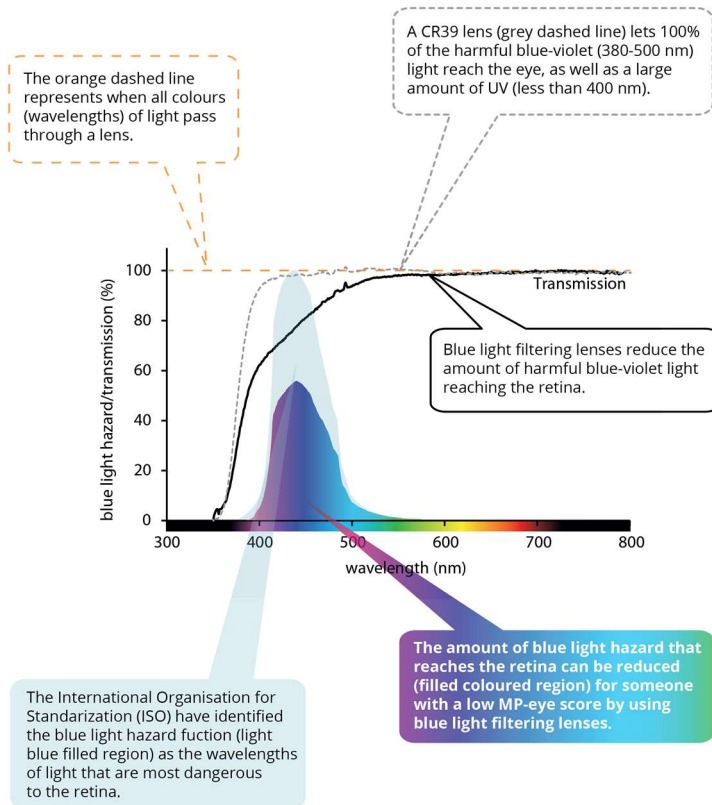 A CR39 lens (grey dashed line) lets 100%
of the harmful blue-violet (380-500 nm)
light reach the eye, as well as a large
amount of UV (less than 400 nm).
The orange dashed line
represents when all colours
(wavelengths) of light pass
through a lens.
blue light hazard/transmission (%)
100
80
60
40
20
0
Transmission
Blue light filtering lenses reduce the
amount of harmful blue-violet light
reaching the retina.
300 400 500 600 700 800
wavelength (nm)
The amount of blue light hazard that
reaches the retina can be reduced
(filled coloured region) for someone
with a low MP-eye score by using
blue light filtering lenses.
The International Organisation for
Standarization (ISO) have identified
the blue light hazard fuction (light
blue filled region) as the wavelengths
of light that are most dangerous
to the retina.